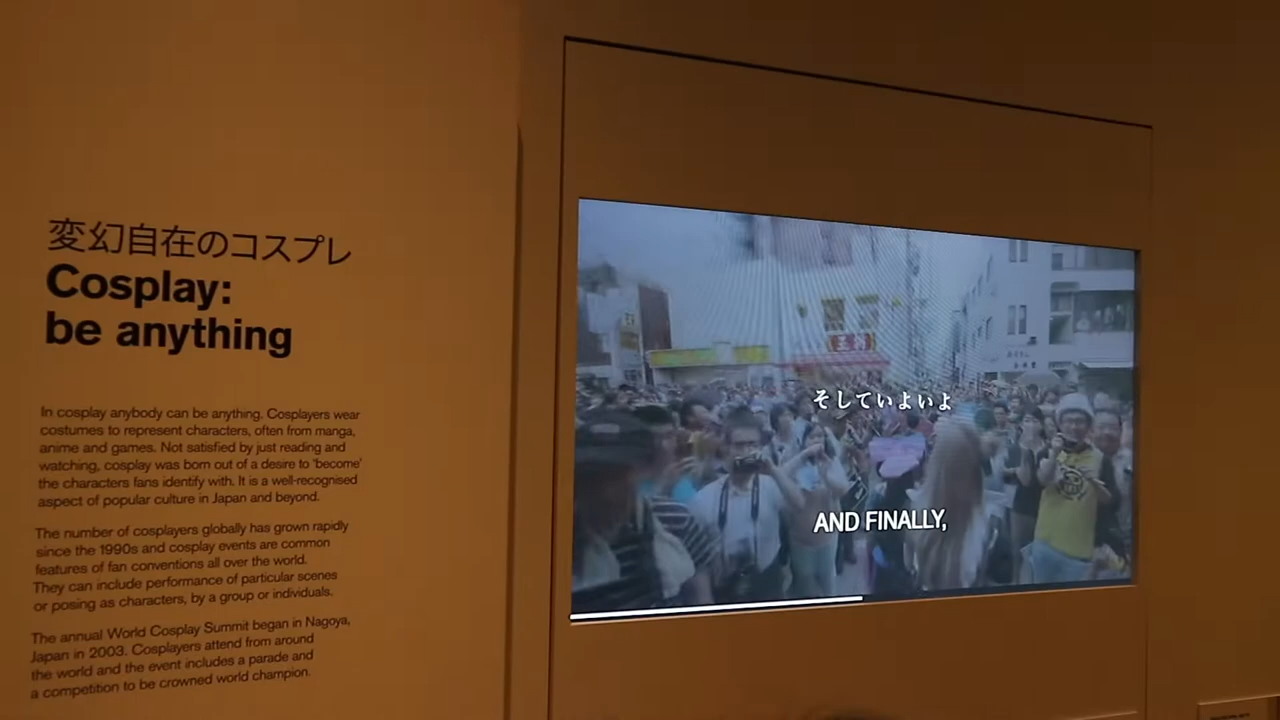 変幻自在のコスプレ
Cosplay:
be anything
In cosplay anybody can be anything. Cosplayers wear
costumes to represent characters, often from manga,
anime and games. Not satisfied by just reading and
watching, cosplay was born out of a desire to 'become'
the characters fans identify with. It is a well-recognised
aspect of popular culture in Japan and beyond.
The number of cosplayers globally has grown rapidly
since the 1990s and cosplay events are common
features of fan conventions all over the world.
They can include performance of particular scenes
or posing as characters, by a group or individuals.
The annual World Cosplay Summit began in Nagoya,
Japan in 2003. Cosplayers attend from around
the world and the event includes a parade and
a competition to be crowned world champion.
王将
そしていよいよ
AND FINALLY,